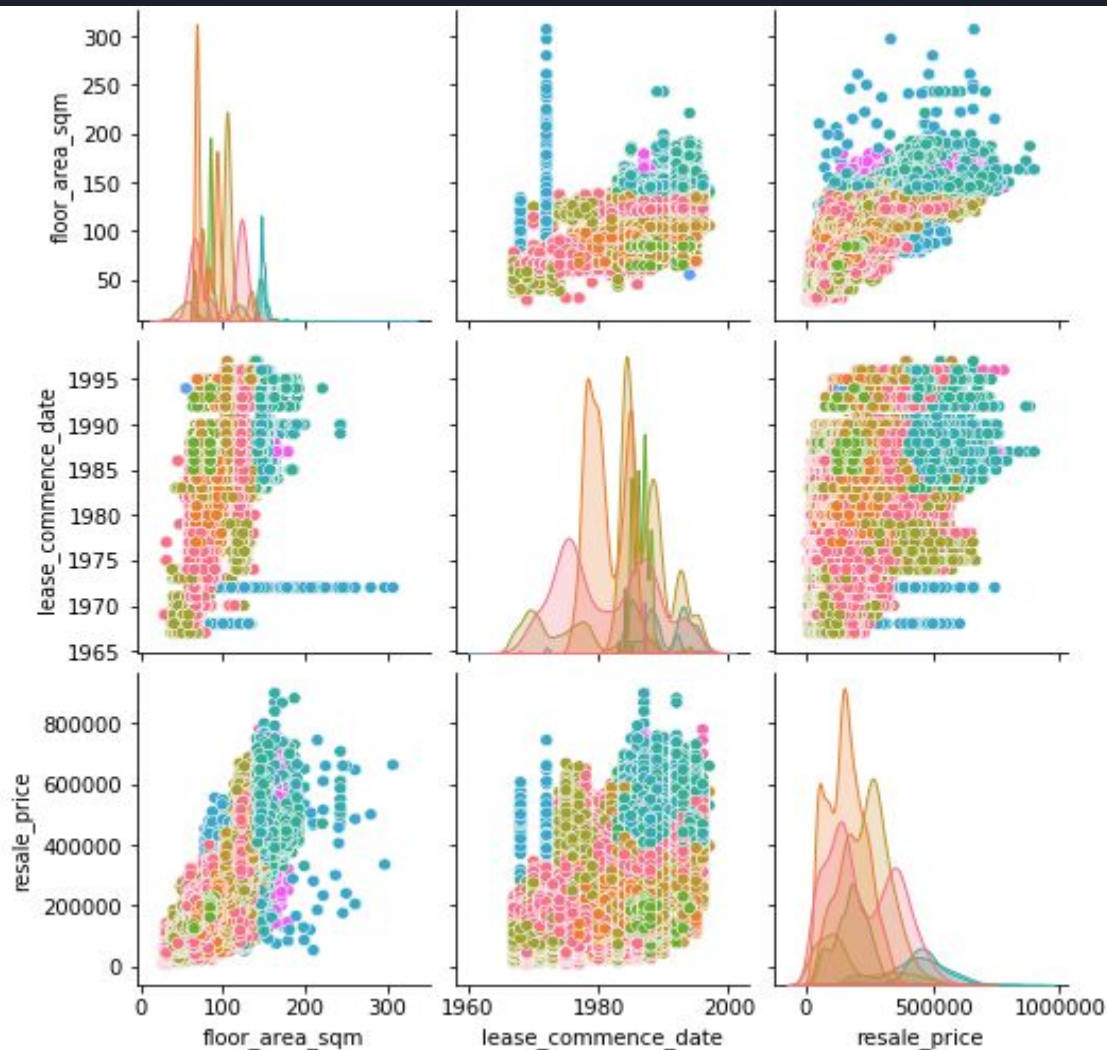 floor_area_sqm
300
250
200
150
100
50
lease_commence_date
1995
1990
1985
1980
1975
1970
1965
resale_price
800000
600000
400000
200000
0
0 100 200 300
1960 1980 2000
0 500000 1000000
floor_area_sqm
lease_commence_date
resale_price